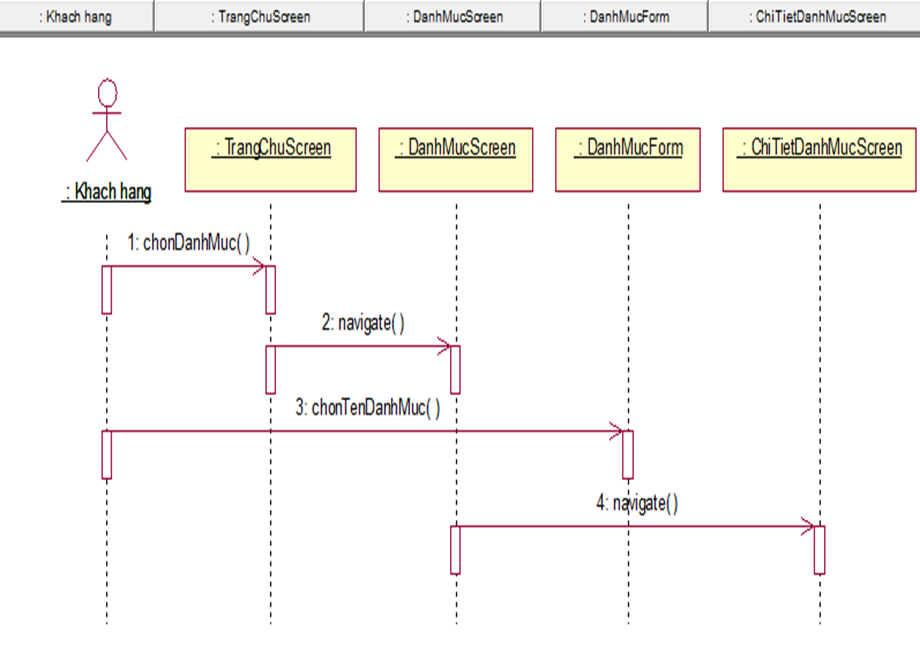 : Khach hang
: TrangChuScreen
: DanhMucScreen
: DanhMucForm
: ChiTietDanhMucScreen
: TrangChuScreen
: DanhMucScreen
: DanhMucForm
: ChiTietDanhMucScreen
: Khach hang
1: chonDanhMuc( )
2: navigate( )
3: chonTenDanhMuc( )
4: navigate( )